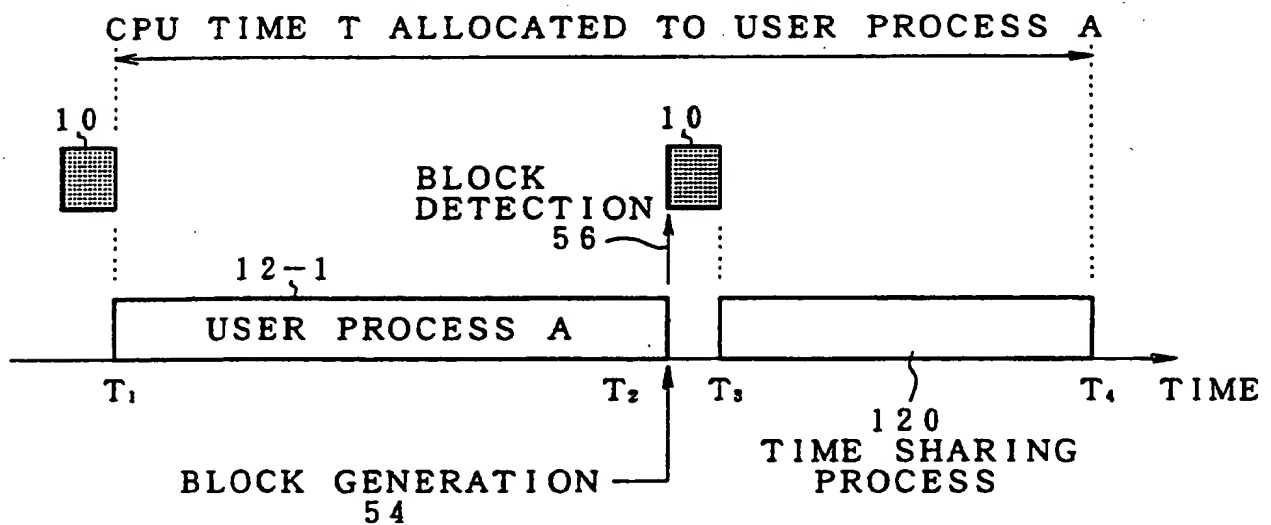 CPU TIME T ALLOCATED TO USER PROCESS A
10
10
BLOCK
DETECTION
56
12-1
USER PROCESS A
T₁
T₂
T₃
T₄
TIME
120
TIME SHARING
PROCESS
BLOCK GENERATION
54